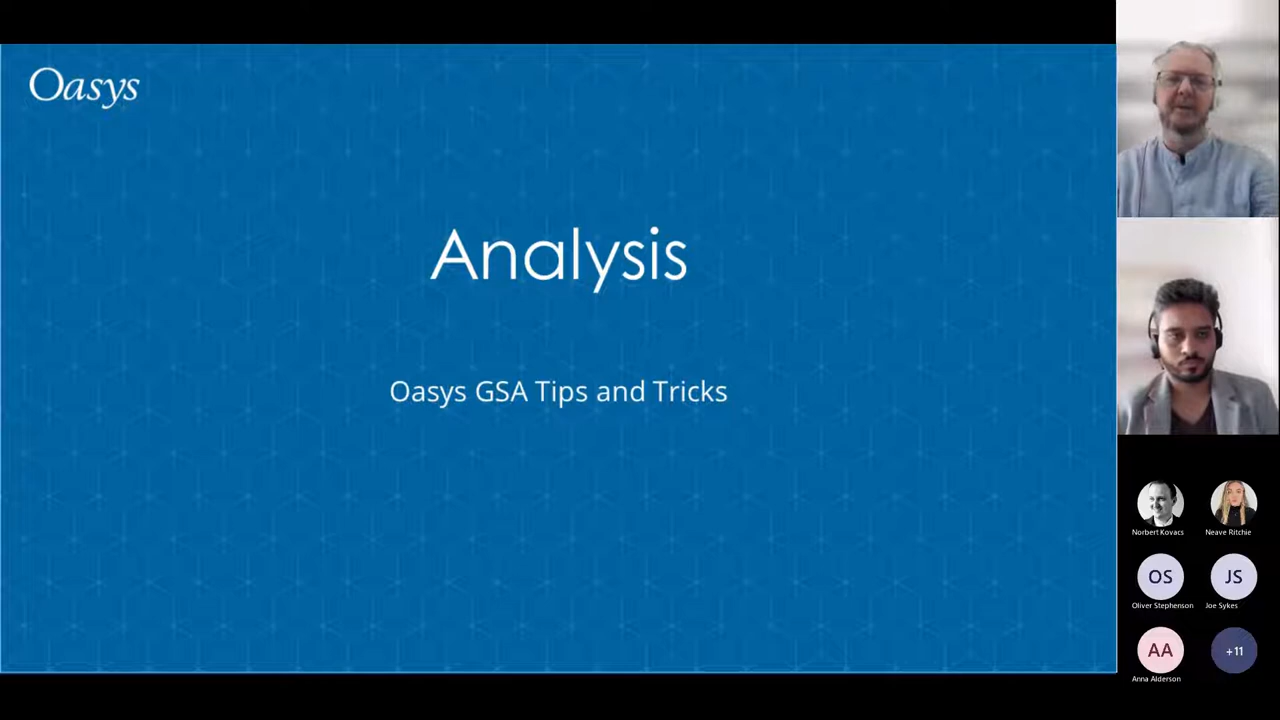 Oasys
Analysis
Oasys GSA Tips and Tricks
Norbert Kovacs
Neave Ritchie
OS
JS
Oliver Stephenson
Joe Sykes
AA
+11
Anna Alderson